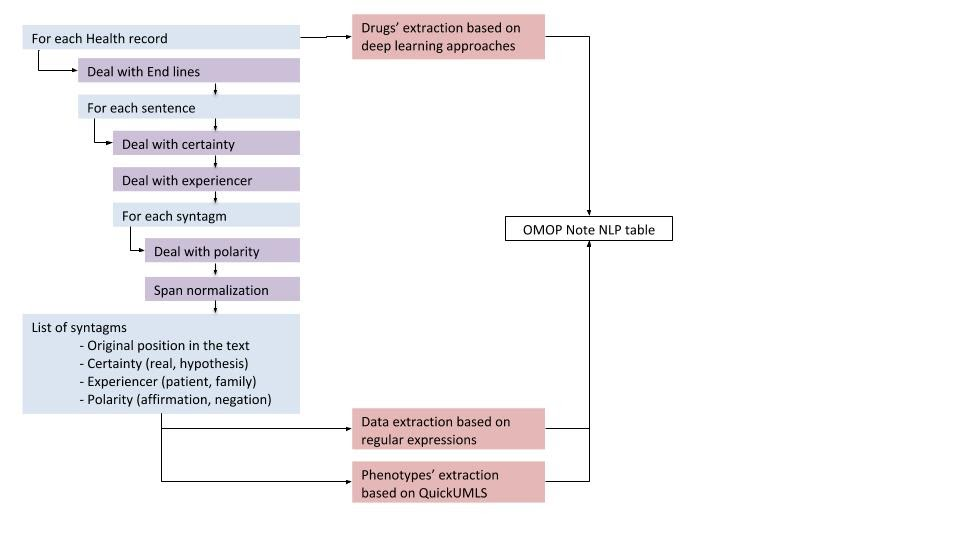 For each Health record
Deal with End lines
For each sentence
Deal with certainty
Deal with experiencer
For each syntagm
Deal with polarity
Span normalization
List of syntagms
- Original position in the text
- Certainty (real, hypothesis)
- Experiencer (patient, family)
- Polarity (affirmation, negation)
Drugs’ extraction based on
deep learning approaches
OMOP Note NLP table
Data extraction based on
regular expressions
Phenotypes’ extraction
based on QuickUMLS